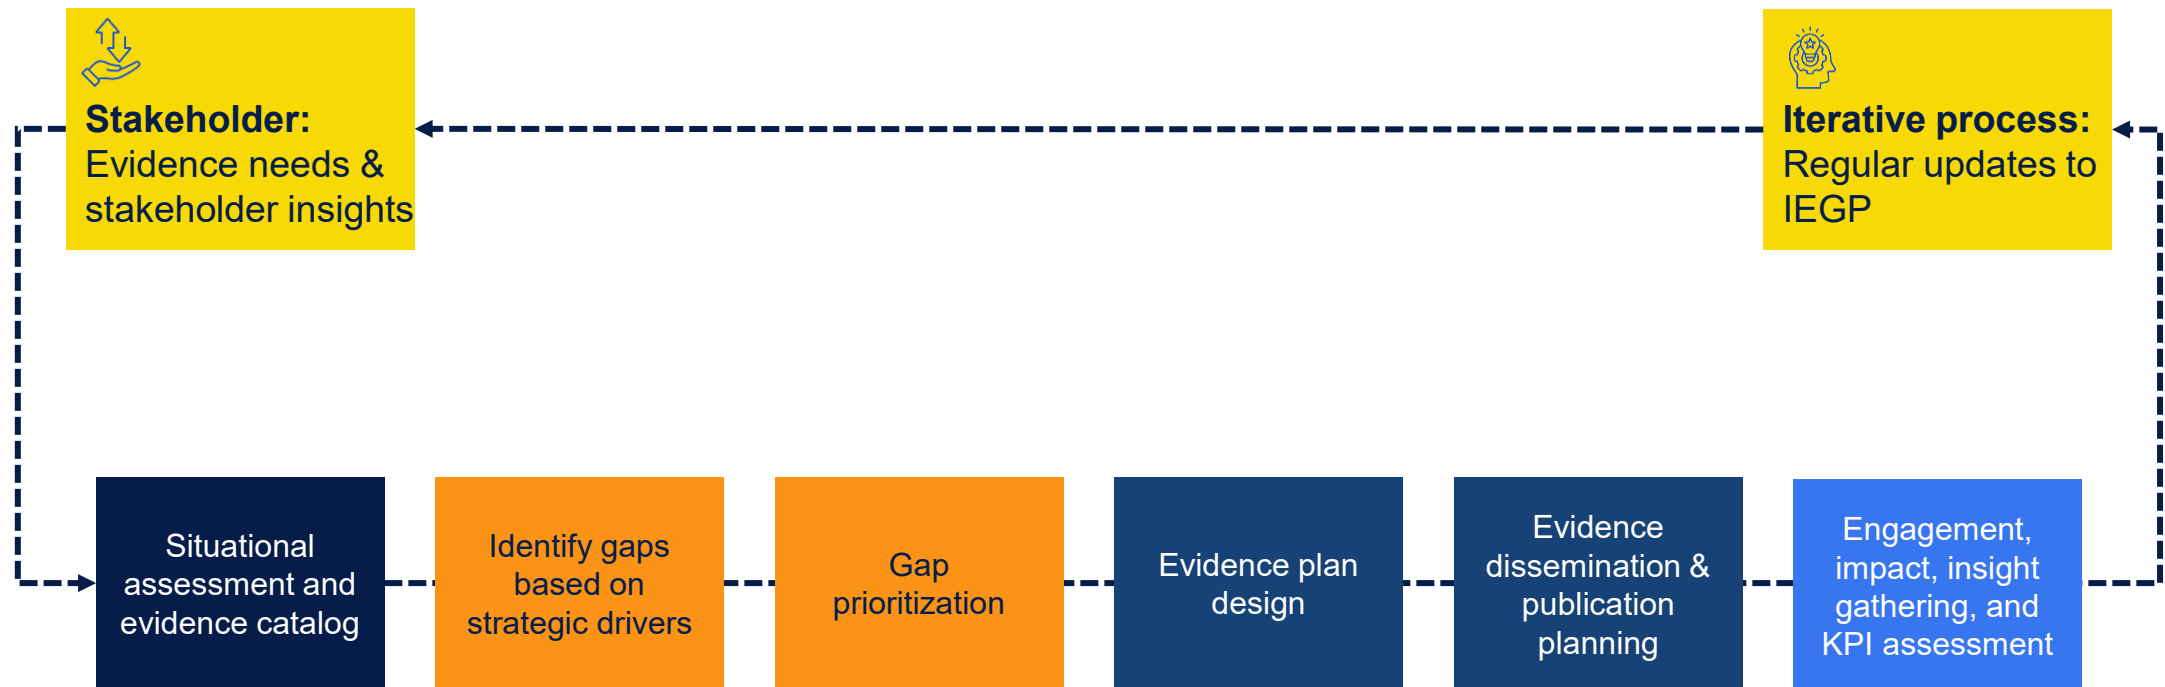 Stakeholder:
Evidence needs &
stakeholder insights
Iterative process:
Regular updates to
IEGP
Situational
assessment and
evidence catalog
Identify gaps
based on
strategic drivers
Gap
prioritization
Evidence plan
design
Evidence
dissemination &
publication
planning
Engagement,
impact, insight
gathering, and
KPI assessment